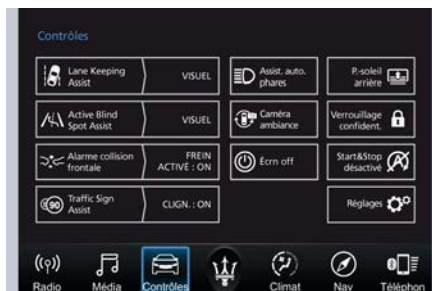 Contrôles
Lane Keeping
Assist
VISUEL
Assist. auto.
phares
P.-soleil
arrière
Active Blind
Spot Assist
VISUEL
Caméra
ambiance
Verrouillage
confident.
Alarme collision
frontale
FREIN
ACTIVÉ : ON
Écrn off
Start&Stop
désactivé
90
Traffic Sign
Assist
CLIGN. : ON
Réglages
Radio
Média
Contrôles
Climat
Nav
Téléphon